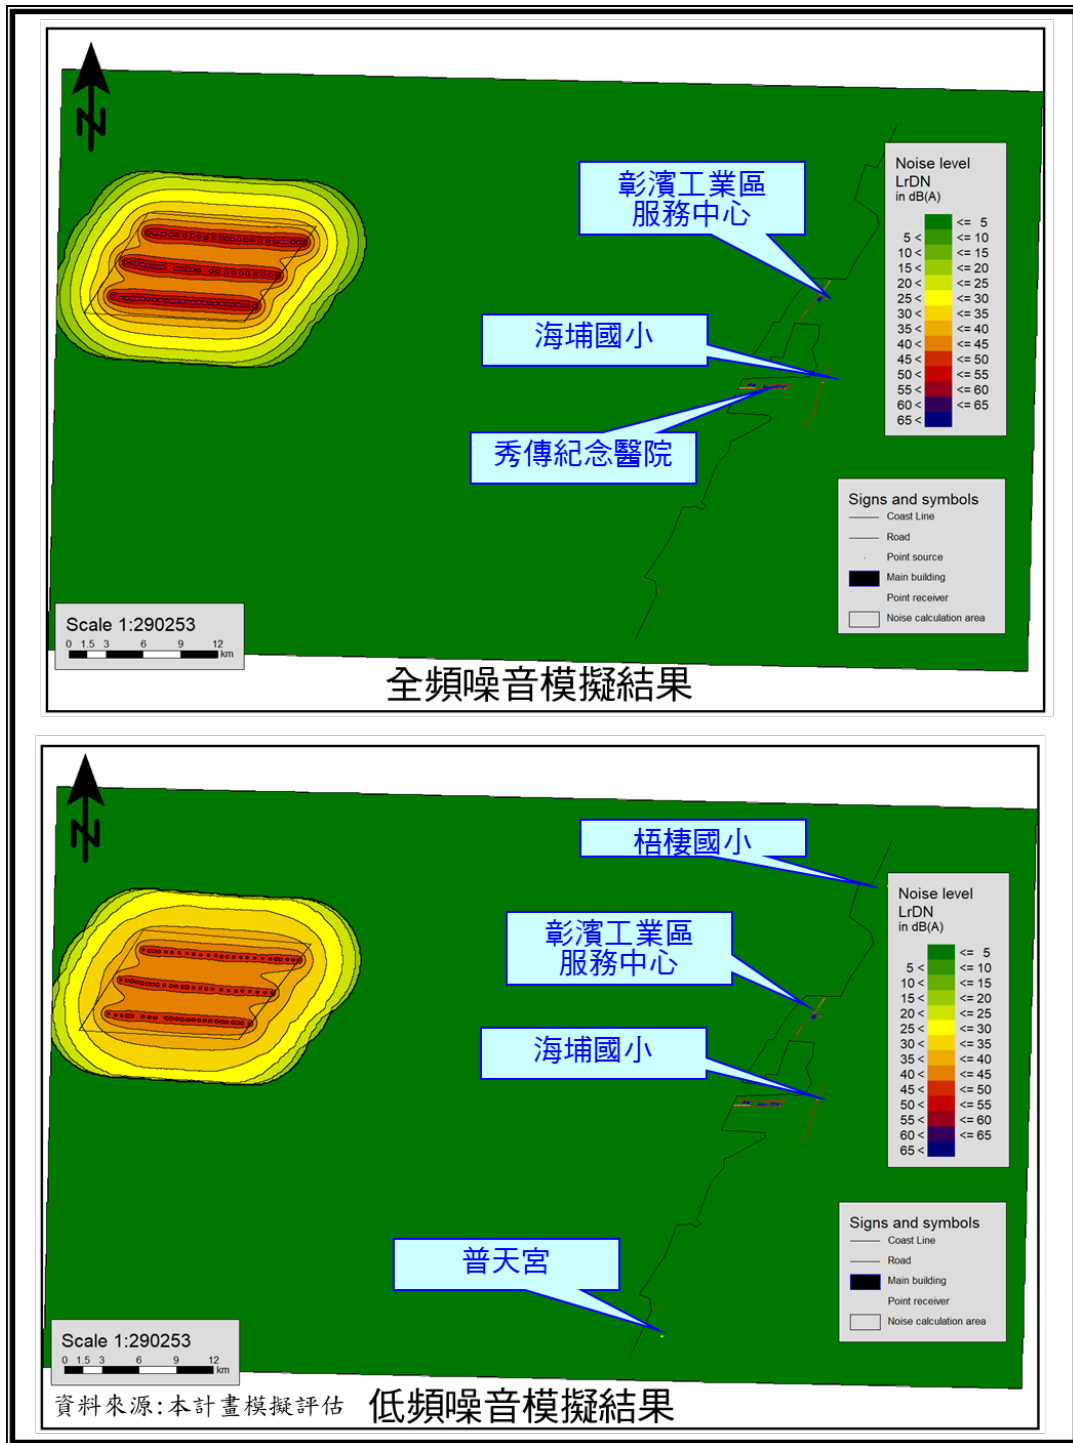 N
彰濱工業區
服務中心
海埔國小
秀傳紀念醫院
Noise level
LrDN
in dB(A)
<= 5
5 < <= 10
10 < <= 15
15 < <= 20
20 < <= 25
25 < <= 30
30 < <= 35
35 < <= 40
40 < <= 45
45 < <= 50
50 < <= 55
55 < <= 60
60 < <= 65
65 <
Signs and symbols
Coast Line
Road
Point source
Main building
Point receiver
Noise calculation area
Scale 1:290253
0 1.5 3 6 9 12
km
全頻噪音模擬結果
N
梧棲國小
彰濱工業區
服務中心
海埔國小
普天宮
Noise level
LrDN
in dB(A)
<= 5
5 < <= 10
10 < <= 15
15 < <= 20
20 < <= 25
25 < <= 30
30 < <= 35
35 < <= 40
40 < <= 45
45 < <= 50
50 < <= 55
55 < <= 60
60 < <= 65
65 <
Signs and symbols
Coast Line
Road
Main building
Point receiver
Noise calculation area
Scale 1:290253
0 1.5 3 6 9 12
km
資料來源:本計畫模擬評估
低頻噪音模擬結果